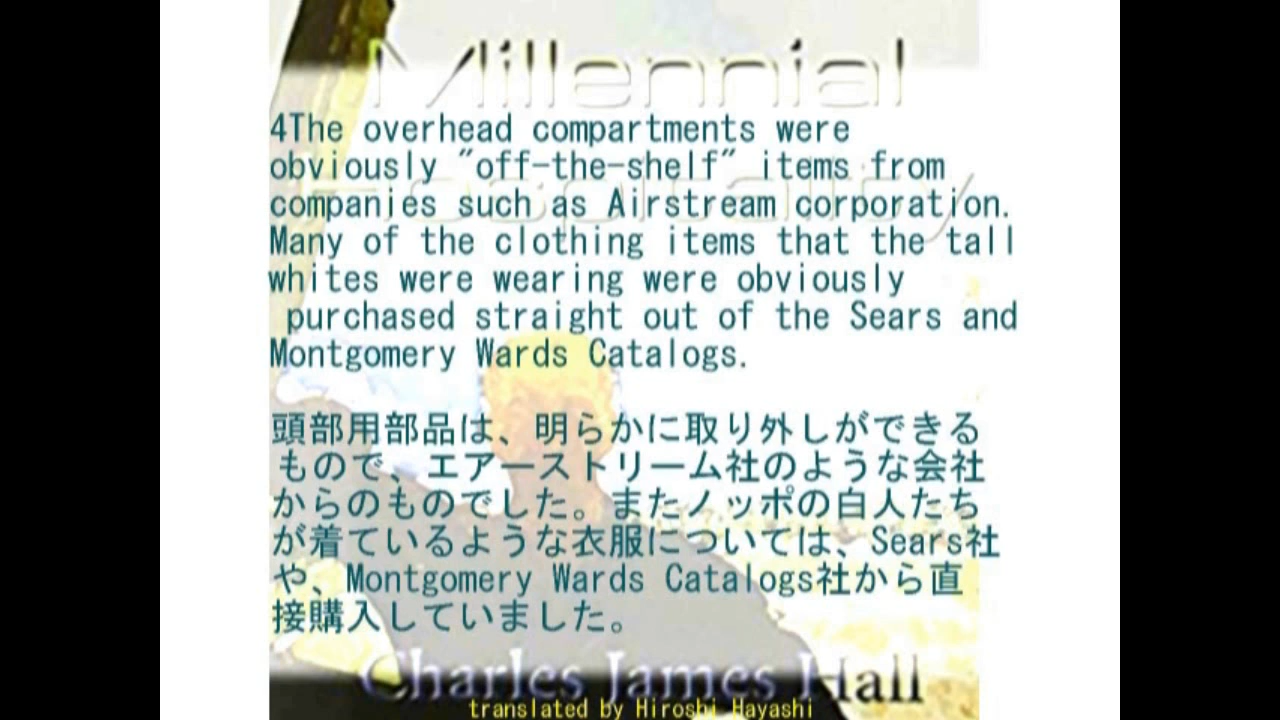 Millennial
Hospitality
4The overhead compartments were
obviously "off-the-shelf" items from
companies such as Airstream corporation.
Many of the clothing items that the tall
whites were wearing were obviously
purchased straight out of the Sears and
Montgomery Wards Catalogs.
頭部用部品は、明らかに取り外しができる
もので、エアーストリーム社のような会社
からのものでした。またノッポの白人たち
が着ているような衣服については、Sears社
や、Montgomery Wards Catalogs社から直
接購入していました。
Charles James Hall
translated by Hiroshi Hayashi